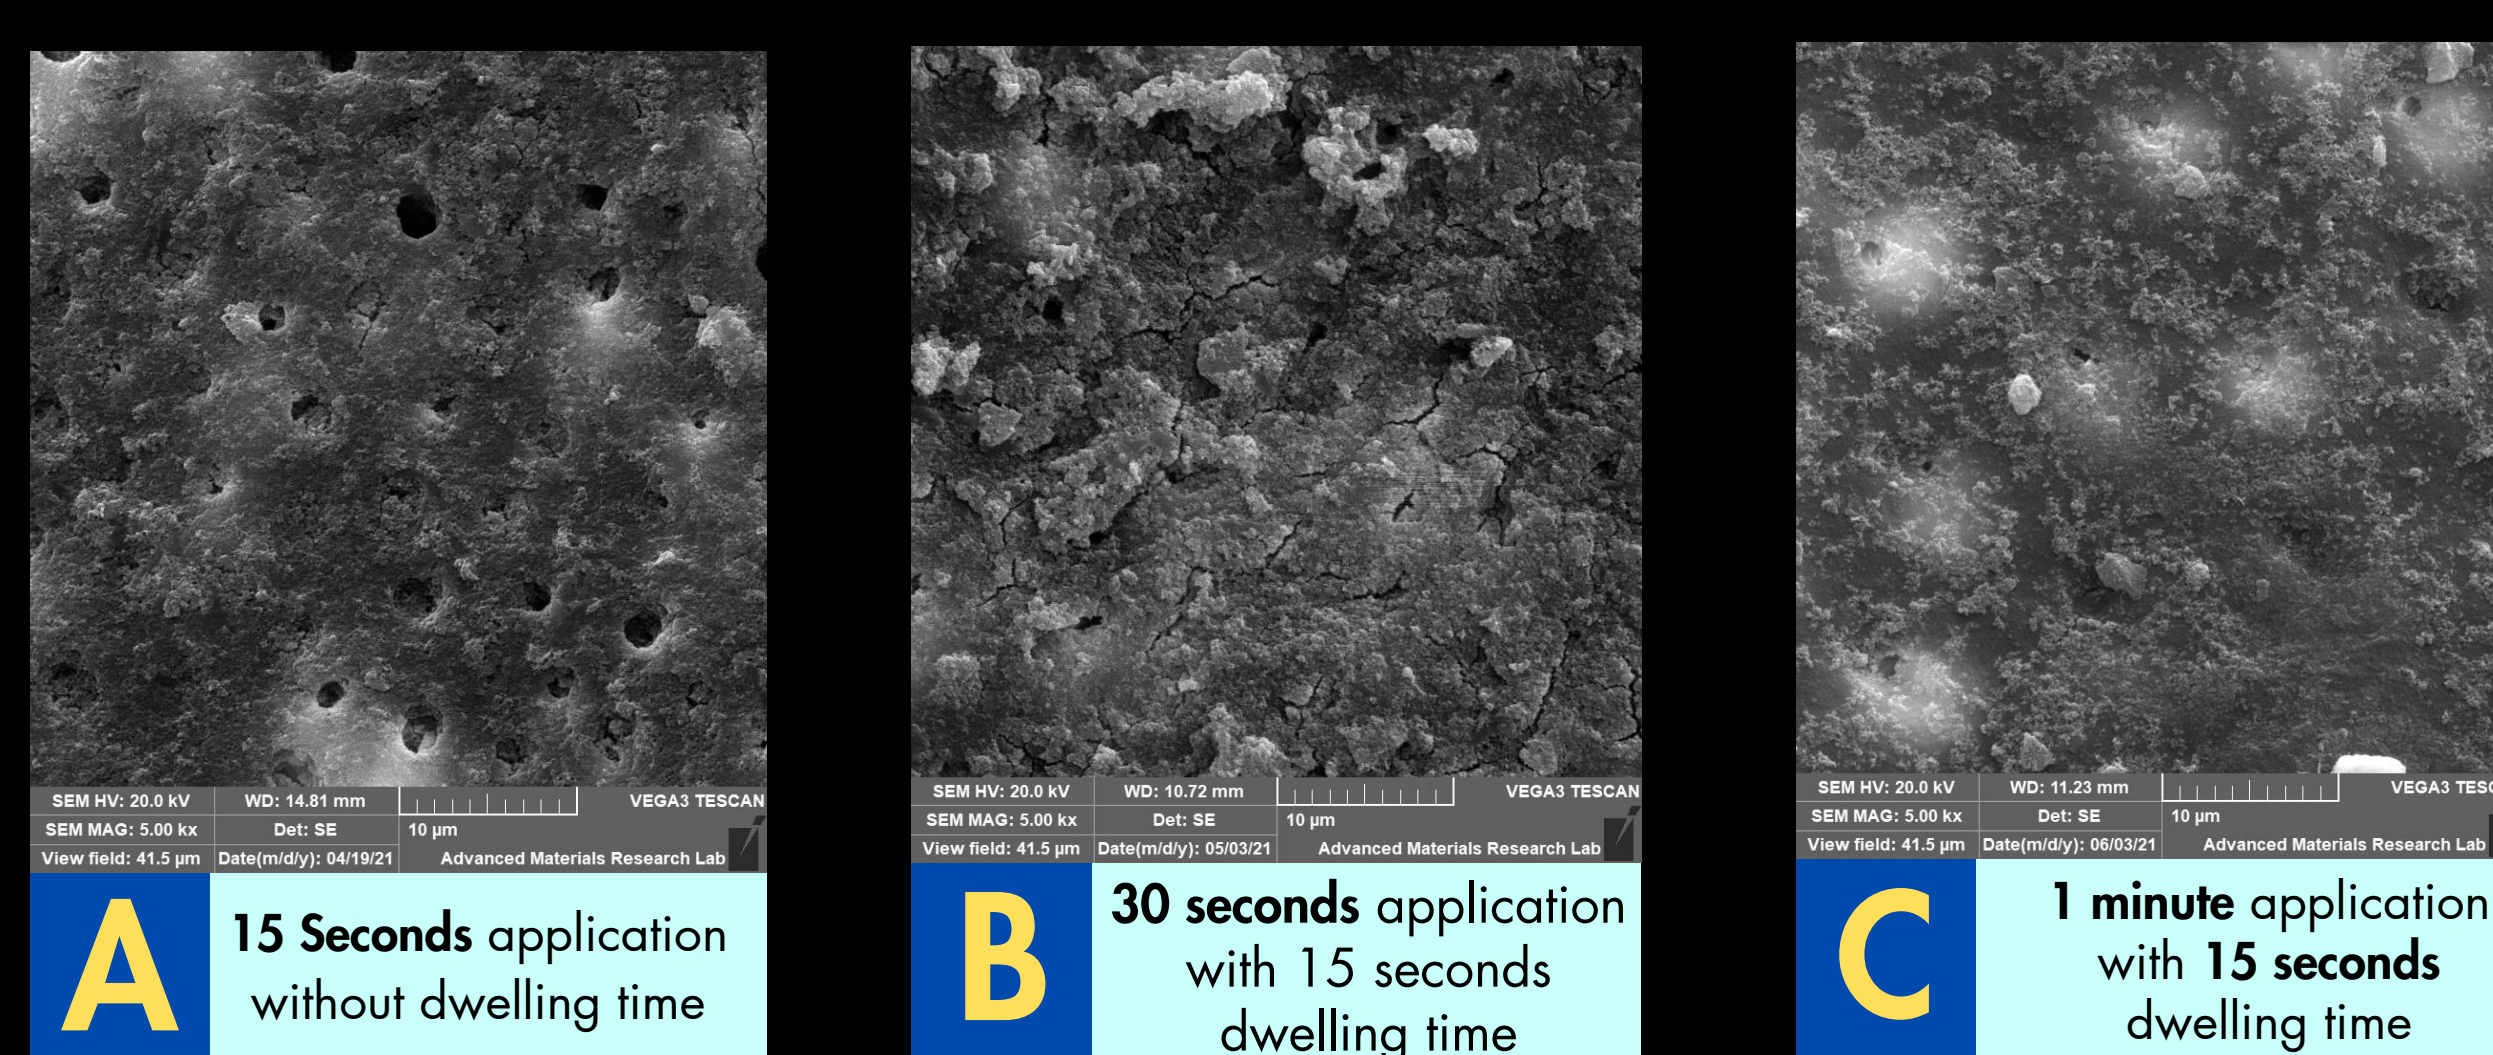 SEM HV: 20.0 kV
WD: 14.81 mm
VEGA3 TESCAN
SEM MAG: 5.00 kx
Det: SE
10 µm
View field: 41.5 µm
Date(m/d/y): 04/19/21
Advanced Materials Research Lab
A
15 Seconds application
without dwelling time
SEM HV: 20.0 kV
WD: 10.72 mm
VEGA3 TESCAN
SEM MAG: 5.00 kx
Det: SE
10 µm
View field: 41.5 µm
Date(m/d/y): 05/03/21
Advanced Materials Research Lab
B
30 seconds application
with 15 seconds
dwelling time
SEM HV: 20.0 kV
WD: 11.23 mm
VEGA3 TESC
SEM MAG: 5.00 kx
Det: SE
10 µm
View field: 41.5 µm
Date(m/d/y): 06/03/21
Advanced Materials Research Lab
C
1 minute application
with 15 seconds
dwelling time